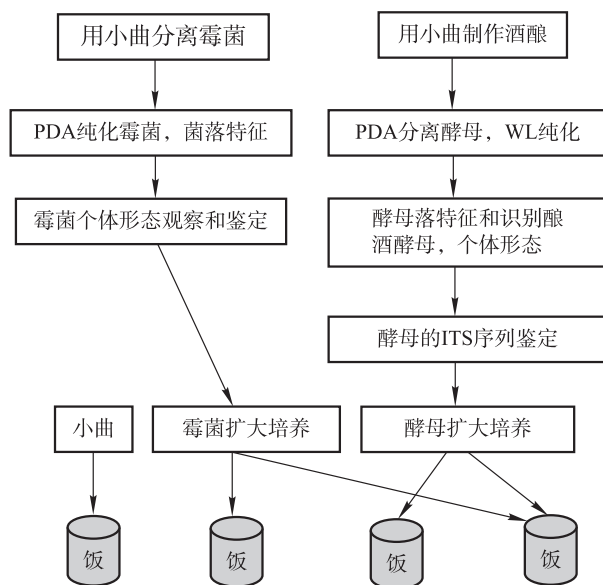 用小曲分离霉菌
用小曲制作酒酿
PDA纯化霉菌，菌落特征
PDA分离酵母，WL纯化
霉菌个体形态观察和鉴定
酵母落特征和识别酿
酒酵母，个体形态
酵母的ITS序列鉴定
小曲
霉菌扩大培养
酵母扩大培养
饭
饭
饭
饭